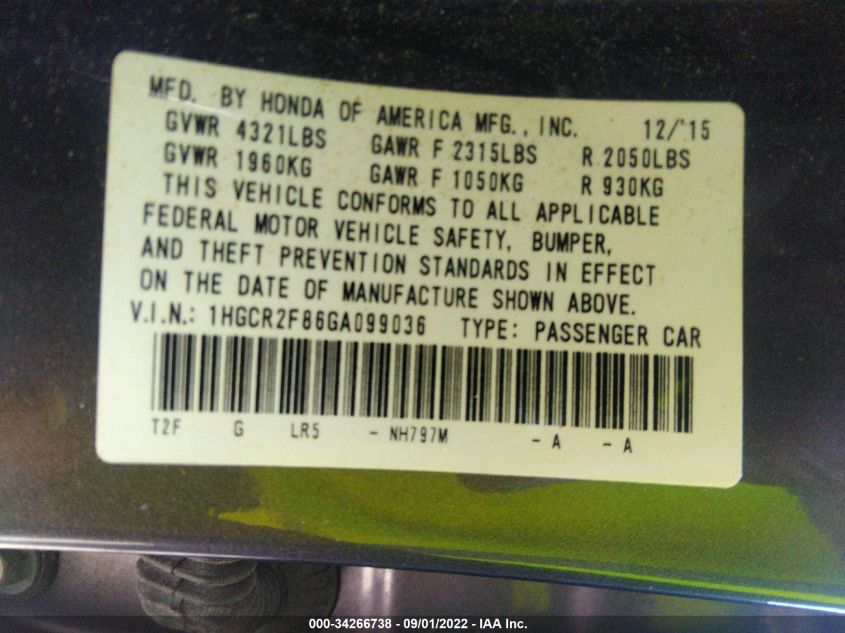 MFD. BY HONDA OF AMERICA MFG., INC. 12/'15
GVWR 4321LBS GAWR F 2315LBS R 2050LBS
GVWR 1960KG GAWR F 1050KG R 930KG
THIS VEHICLE CONFORMS TO ALL APPLICABLE
FEDERAL MOTOR VEHICLE SAFETY, BUMPER,
AND THEFT PREVENTION STANDARDS IN EFFECT
ON THE DATE OF MANUFACTURE SHOWN ABOVE.
V.I.N.: 1HGCR2F86GA099036 TYPE: PASSENGER CAR
T2F G LR5 - NH797M - A - A
000-34266738 - 09/01/2022 - IAA Inc.